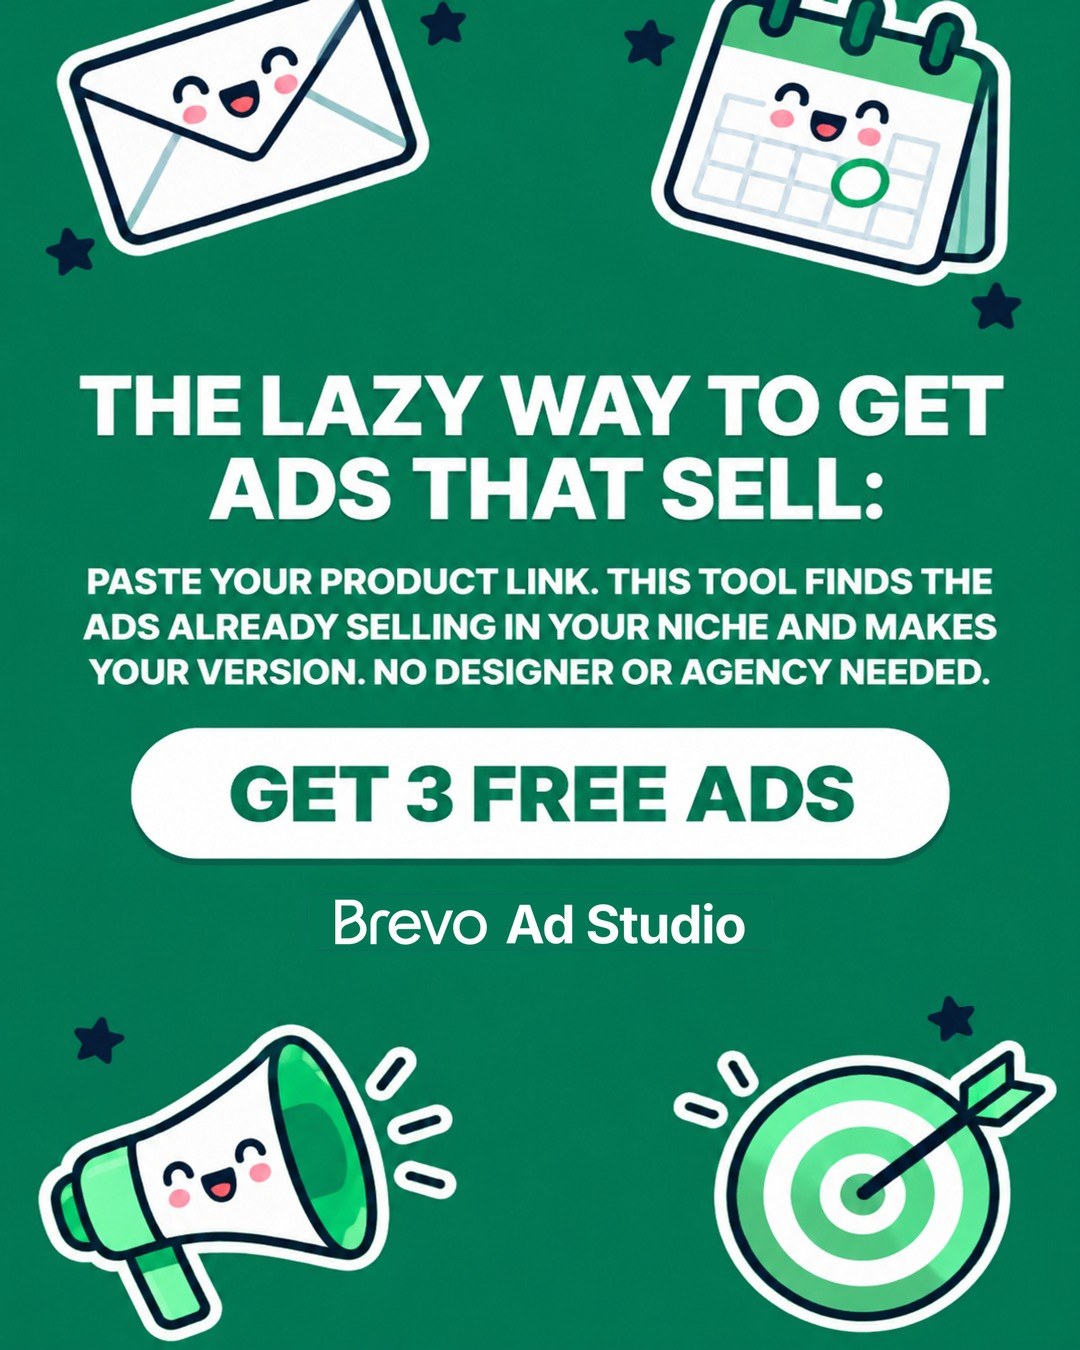 THE LAZY WAY TO GET
ADS THAT SELL:
PASTE YOUR PRODUCT LINK. THIS TOOL FINDS THE
ADS ALREADY SELLING IN YOUR NICHE AND MAKES
YOUR VERSION. NO DESIGNER OR AGENCY NEEDED.
GET 3 FREE ADS
Brevo Ad Studio